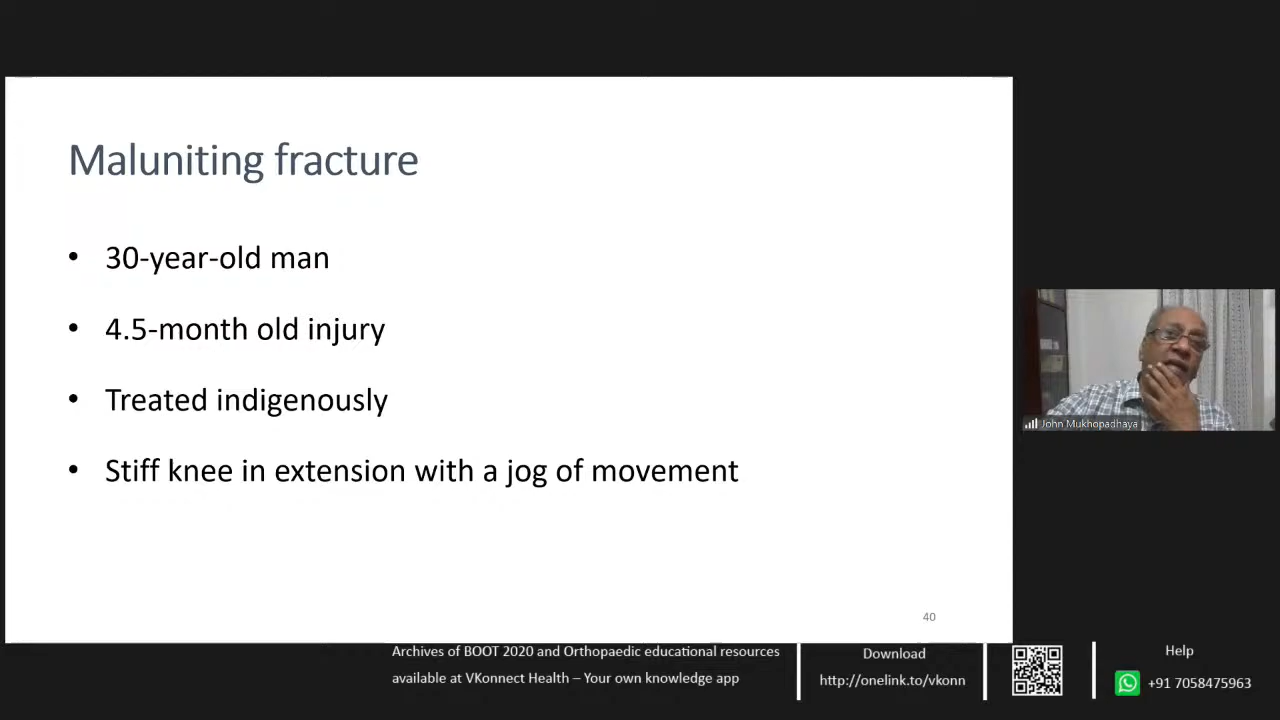 Maluniting fracture
• 30-year-old man
• 4.5-month old injury
• Treated indigenously
• Stiff knee in extension with a jog of movement
40
John Mukhopadhaya
Archives of BOOT 2020 and Orthopaedic educational resources
available at VKonnect Health – Your own knowledge app
Download
http://onelink.to/vkonn
Help
+91 7058475963